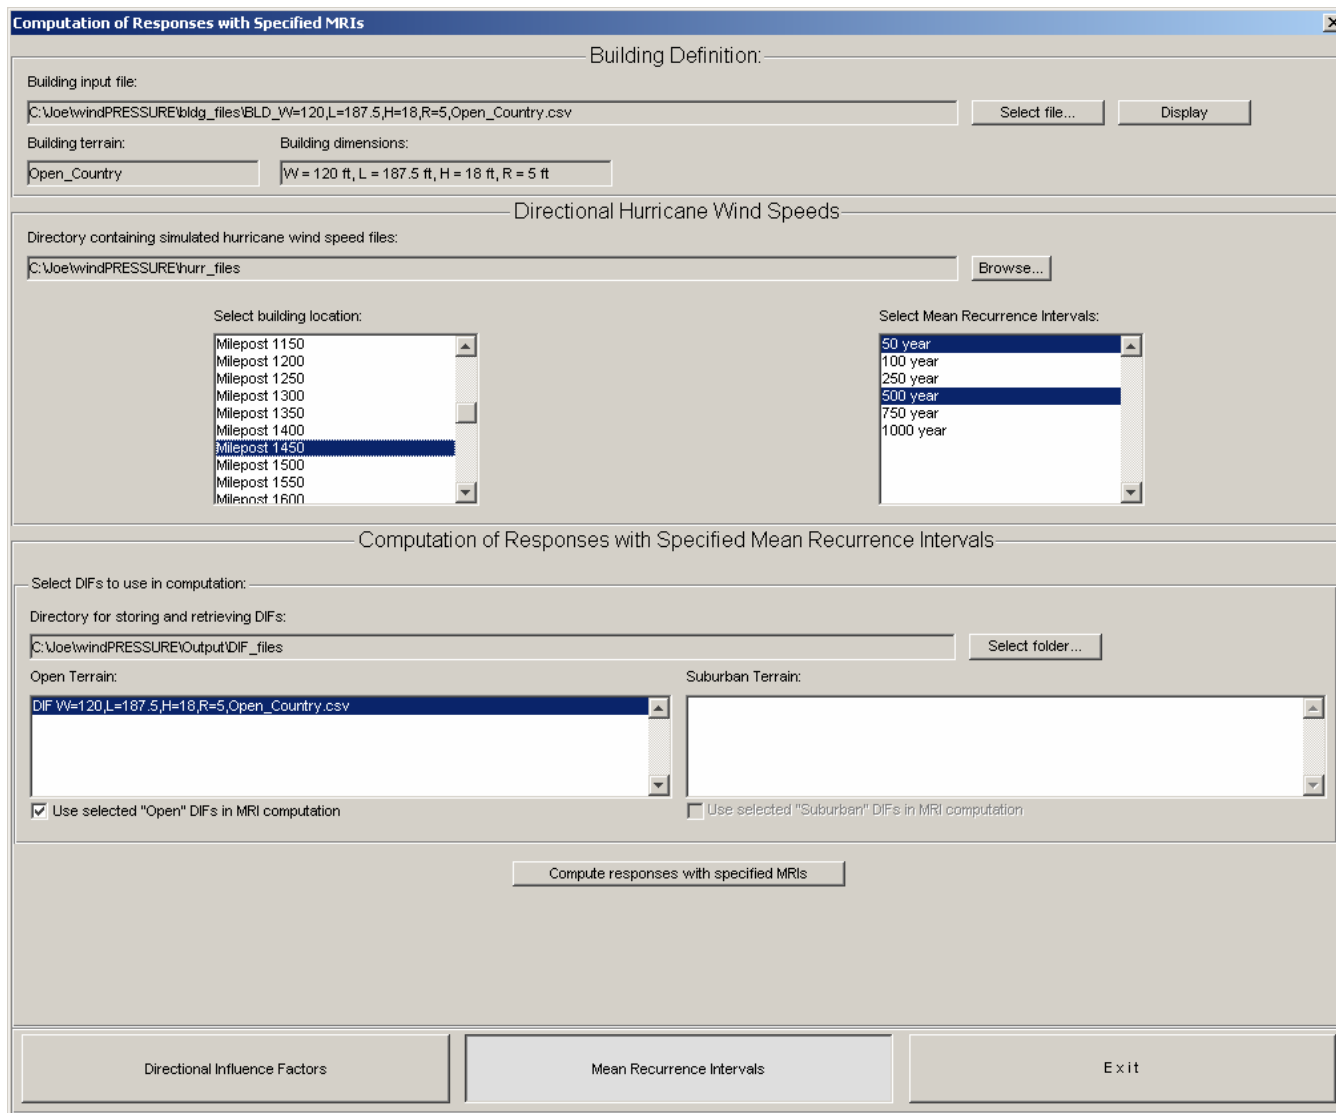 Computation of Responses with Specified MRIs
Building Definition:
Building input file:
C:\Joe\windPRESSURE\bldg_files\BLD_W=120,L=187.5,H=18,R=5,Open_Country.csv
Select file...
Display
Building terrain:
Building dimensions:
Open_Country
W = 120 ft, L = 187.5 ft, H = 18 ft, R = 5 ft
Directional Hurricane Wind Speeds
Directory containing simulated hurricane wind speed files:
C:\Joe\windPRESSURE\hurr_files
Browse...
Select building location:
Milepost 1150
Milepost 1200
Milepost 1250
Milepost 1300
Milepost 1350
Milepost 1400
Milepost 1450
Milepost 1500
Milepost 1550
Milepost 1600
Select Mean Recurrence Intervals:
50 year
100 year
250 year
500 year
750 year
1000 year
Computation of Responses with Specified Mean Recurrence Intervals
Select DIFs to use in computation:
Directory for storing and retrieving DIFs:
C:\Joe\windPRESSURE\Output\DIF_files
Select folder...
Open Terrain:
DIF W=120,L=187.5,H=18,R=5,Open_Country.csv
Use selected "Open" DIFs in MRI computation
Suburban Terrain:
Use selected "Suburban" DIFs in MRI computation
Compute responses with specified MRIs
Directional Influence Factors
Mean Recurrence Intervals
Exit